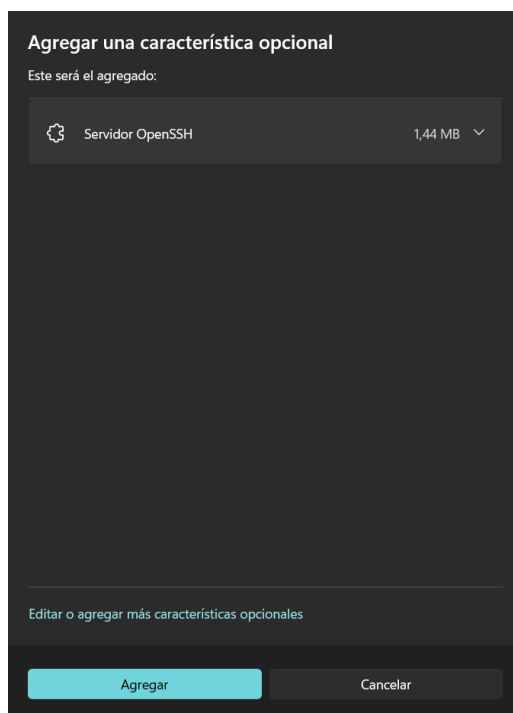 Agregar una característica opcional
Este será el agregado:
Servidor OpenSSH 1,44 MB
Editar o agregar más características opcionales
Agregar Cancelar